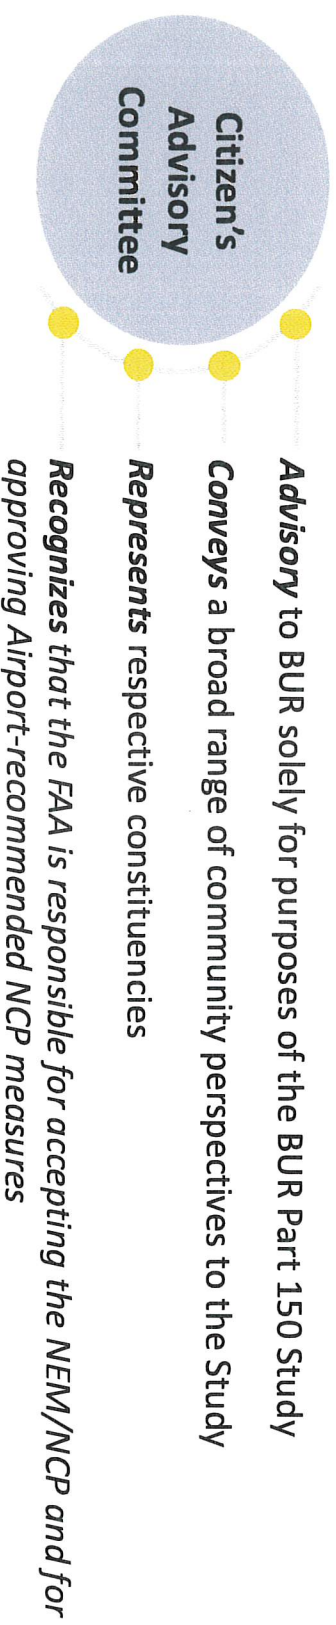 Citizen's
Advisory
Committee
Advisory to BUR solely for purposes of the BUR Part 150 Study
Conveys a broad range of community perspectives to the Study
Represents respective constituencies
Recognizes that the FAA is responsible for accepting the NEM/NCP and for
approving Airport-recommended NCP measures